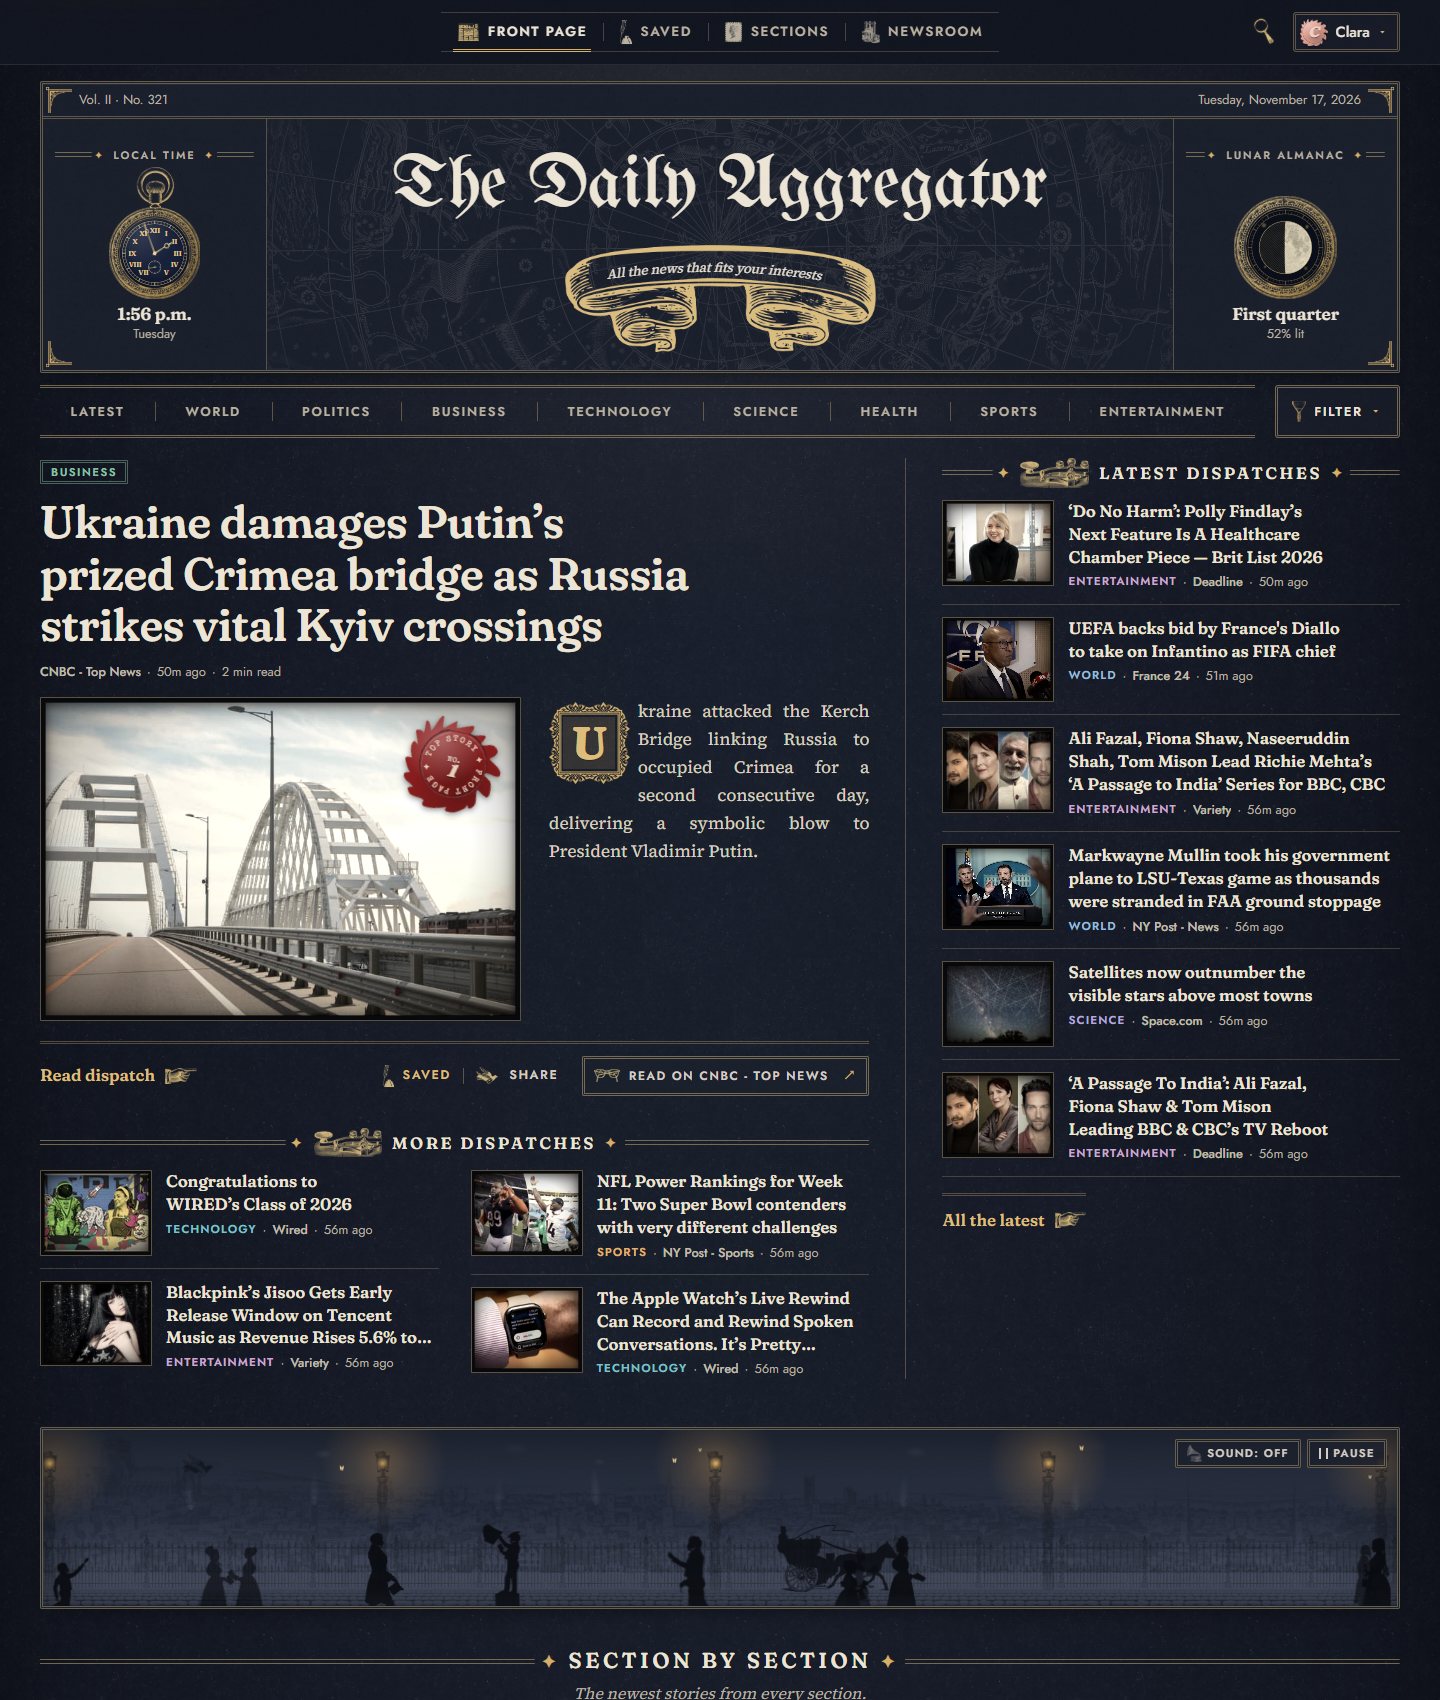 FRONT PAGE
SAVED
SECTIONS
NEWSROOM
C
Clara
Vol. II · No. 321
Tuesday, November 17, 2026
LOCAL TIME
1:56 p.m.
Tuesday
The Daily Aggregator
All the news that fits your interests
LUNAR ALMANAC
First quarter
52% lit
LATEST
WORLD
POLITICS
BUSINESS
TECHNOLOGY
SCIENCE
HEALTH
SPORTS
ENTERTAINMENT
FILTER
BUSINESS
Ukraine damages Putin’s
prized Crimea bridge as Russia
strikes vital Kyiv crossings
CNBC - Top News · 50m ago · 2 min read
TOP STORY
NO.
1
FRONT PAGE
Ukraine attacked the Kerch
Bridge linking Russia to
occupied Crimea for a
second consecutive day,
delivering a symbolic blow to
President Vladimir Putin.
Read dispatch
SAVED
SHARE
READ ON CNBC - TOP NEWS ↗
MORE DISPATCHES
Congratulations to
WIRED’s Class of 2026
TECHNOLOGY · Wired · 56m ago
Blackpink’s Jisoo Gets Early
Release Window on Tencent
Music as Revenue Rises 5.6% to…
ENTERTAINMENT · Variety · 56m ago
NFL Power Rankings for Week
11: Two Super Bowl contenders
with very different challenges
SPORTS · NY Post - Sports · 56m ago
The Apple Watch’s Live Rewind
Can Record and Rewind Spoken
Conversations. It’s Pretty…
TECHNOLOGY · Wired · 56m ago
LATEST DISPATCHES
‘Do No Harm’: Polly Findlay’s
Next Feature Is A Healthcare
Chamber Piece — Brit List 2026
ENTERTAINMENT · Deadline · 50m ago
UEFA backs bid by France's Diallo
to take on Infantino as FIFA chief
WORLD · France 24 · 51m ago
Ali Fazal, Fiona Shaw, Naseeruddin
Shah, Tom Mison Lead Richie Mehta’s
‘A Passage to India’ Series for BBC, CBC
ENTERTAINMENT · Variety · 56m ago
Markwayne Mullin took his government
plane to LSU-Texas game as thousands
were stranded in FAA ground stoppage
WORLD · NY Post - News · 56m ago
Satellites now outnumber the
visible stars above most towns
SCIENCE · Space.com · 56m ago
‘A Passage To India’: Ali Fazal,
Fiona Shaw & Tom Mison
Leading BBC & CBC’s TV Reboot
ENTERTAINMENT · Deadline · 56m ago
All the latest
SOUND: OFF
PAUSE
SECTION BY SECTION
The newest stories from every section.